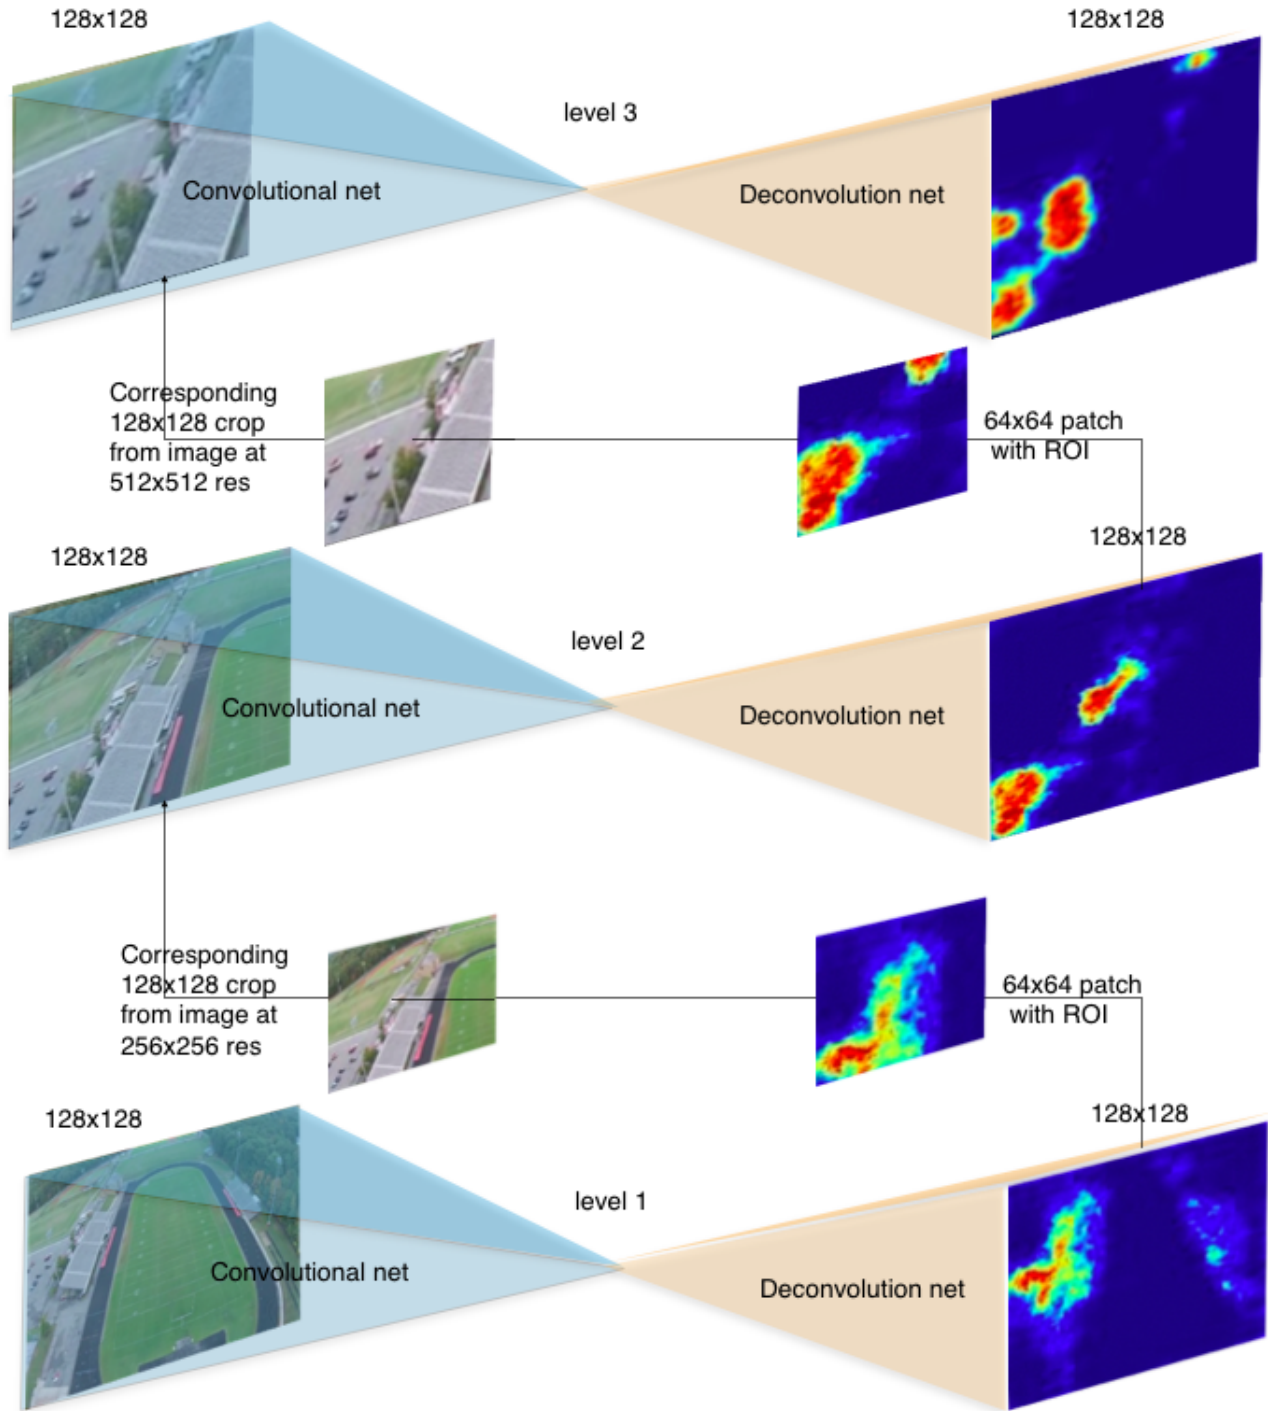 128x128
128x128
level 3
Convolutional net
Deconvolution net
Corresponding
128x128 crop
from image at
512x512 res
64x64 patch
with ROI
128x128
128x128
level 2
Convolutional net
Deconvolution net
Corresponding
128x128 crop
from image at
256x256 res
64x64 patch
with ROI
128x128
128x128
level 1
Convolutional net
Deconvolution net